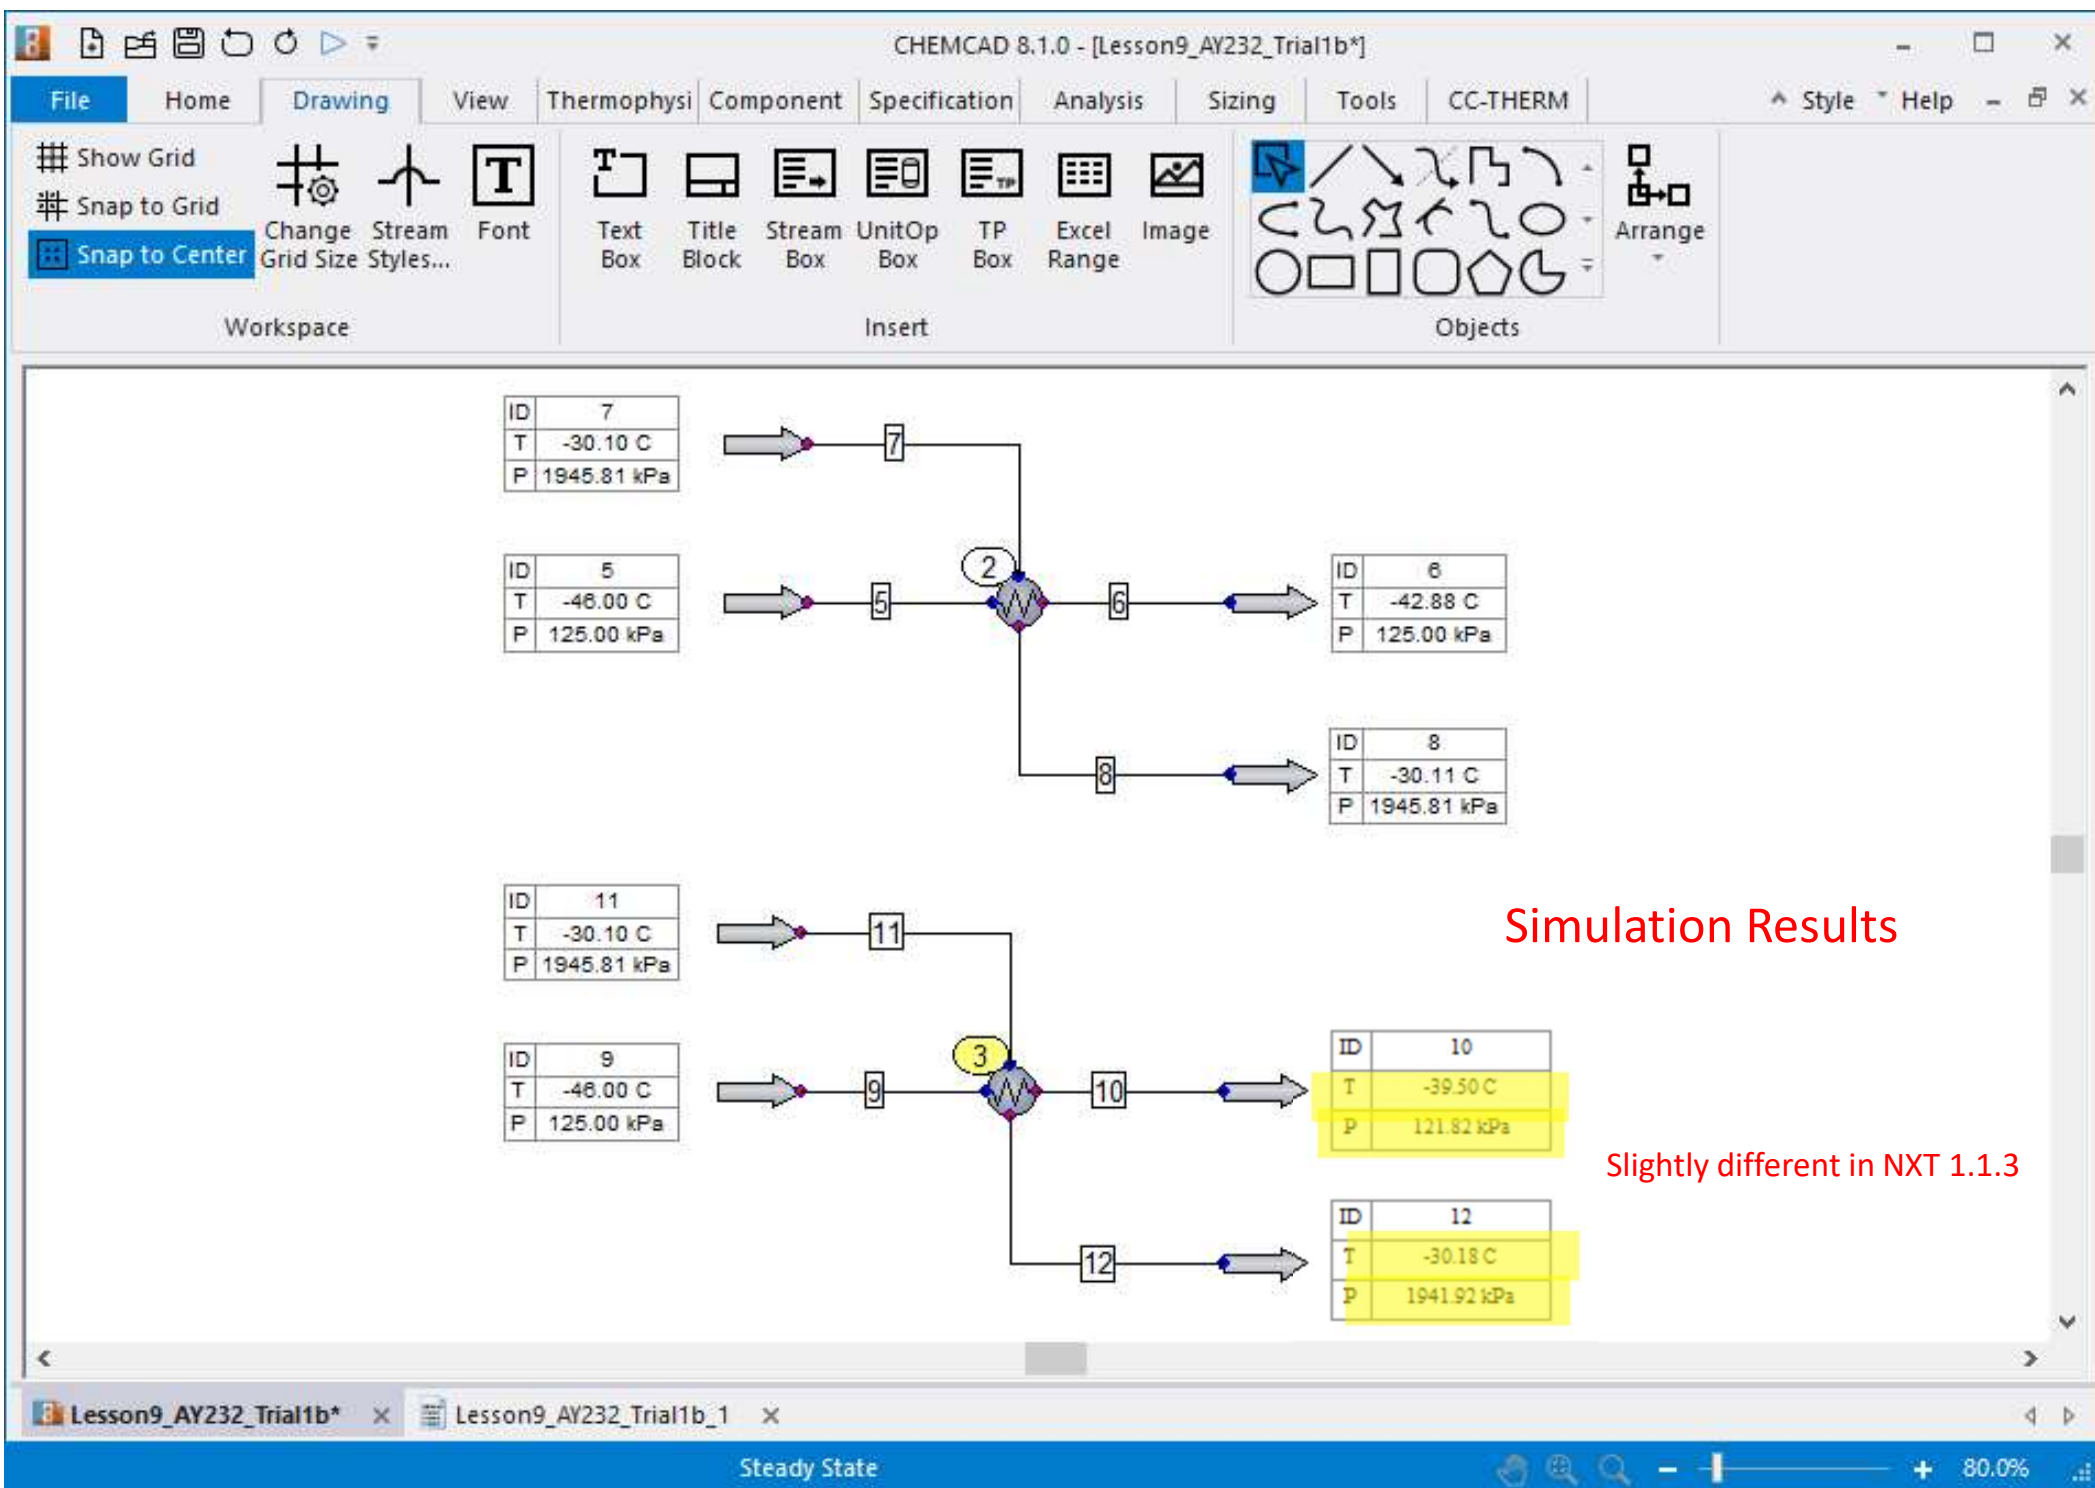 CHEMCAD 8.1.0 - [Lesson9_AY232_Trial1b*]
File Home Drawing View Thermophysi Component Specification Analysis Sizing Tools CC-THERM Style Help
Show Grid
Snap to Grid
Snap to Center
Change Grid Size
Stream Styles...
Font
Text Box
Title Block
Stream Box
UnitOp Box
TP Box
Excel Range
Image
Arrange
Workspace Insert Objects
ID 7
T -30.10 C
P 1945.81 kPa
7
ID 5
T -46.00 C
P 125.00 kPa
5
2
6
ID 6
T -42.88 C
P 125.00 kPa
8
ID 8
T -30.11 C
P 1945.81 kPa
ID 11
T -30.10 C
P 1945.81 kPa
11
Simulation Results
ID 9
T -46.00 C
P 125.00 kPa
9
3
10
ID 10
T -39.50 C
P 121.82 kPa
Slightly different in NXT 1.1.3
12
ID 12
T -30.18 C
P 1941.92 kPa
Lesson9_AY232_Trial1b* Lesson9_AY232_Trial1b_1
Steady State 80.0%